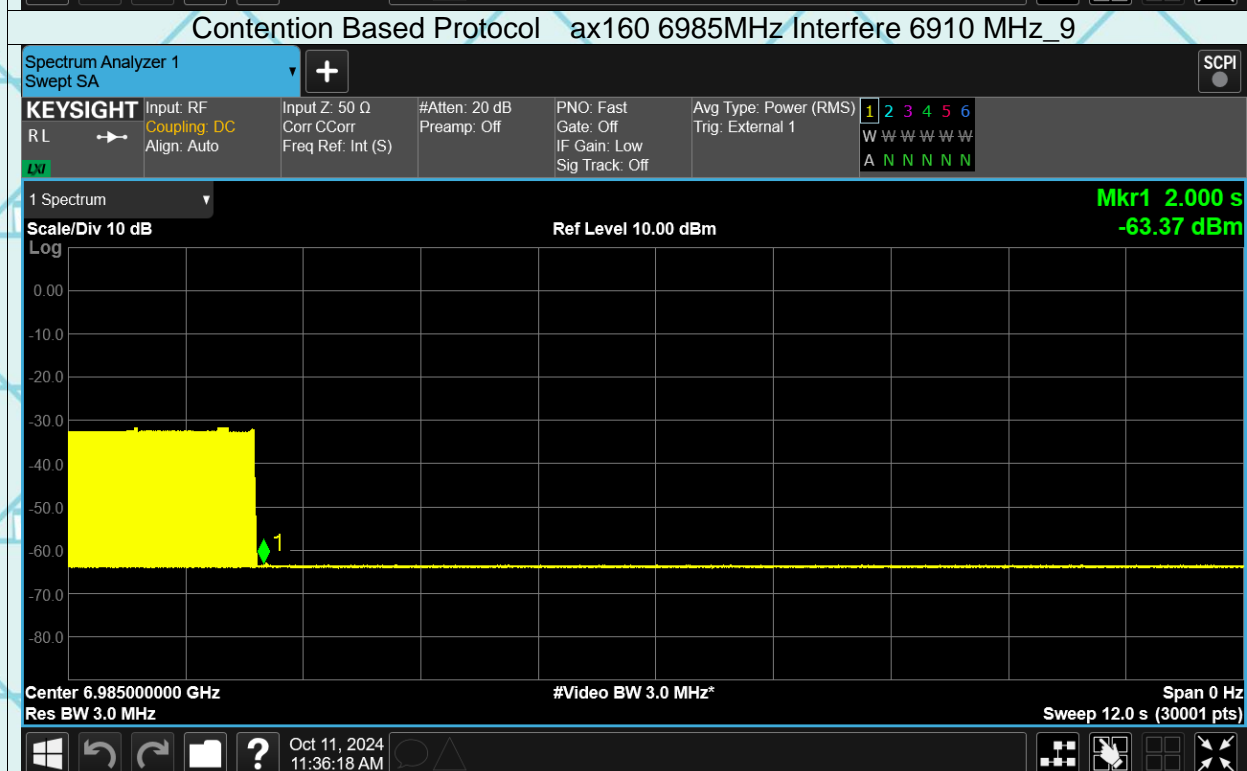 Contention Based Protocol ax160 6985MHz Interfere 6910 MHz_9
Spectrum Analyzer 1
Swept SA
+
SCPI
KEYSIGHT
RL
LXI
Input: RF
Coupling: DC
Align: Auto
Input Z: 50 Ω
Corr CCorr
Freq Ref: Int (S)
#Atten: 20 dB
Preamp: Off
PNO: Fast
Gate: Off
IF Gain: Low
Sig Track: Off
Avg Type: Power (RMS)
Trig: External 1
1 2 3 4 5 6
W W W W W W
A N N N N N
1 Spectrum
Mkr1 2.000 s
-63.37 dBm
Scale/Div 10 dB
Ref Level 10.00 dBm
Log
0.00
-10.0
-20.0
-30.0
-40.0
-50.0
-60.0
-70.0
-80.0
1
Center 6.985000000 GHz
#Video BW 3.0 MHz*
Span 0 Hz
Res BW 3.0 MHz
Sweep 12.0 s (30001 pts)
?
Oct 11, 2024
11:36:18 AM